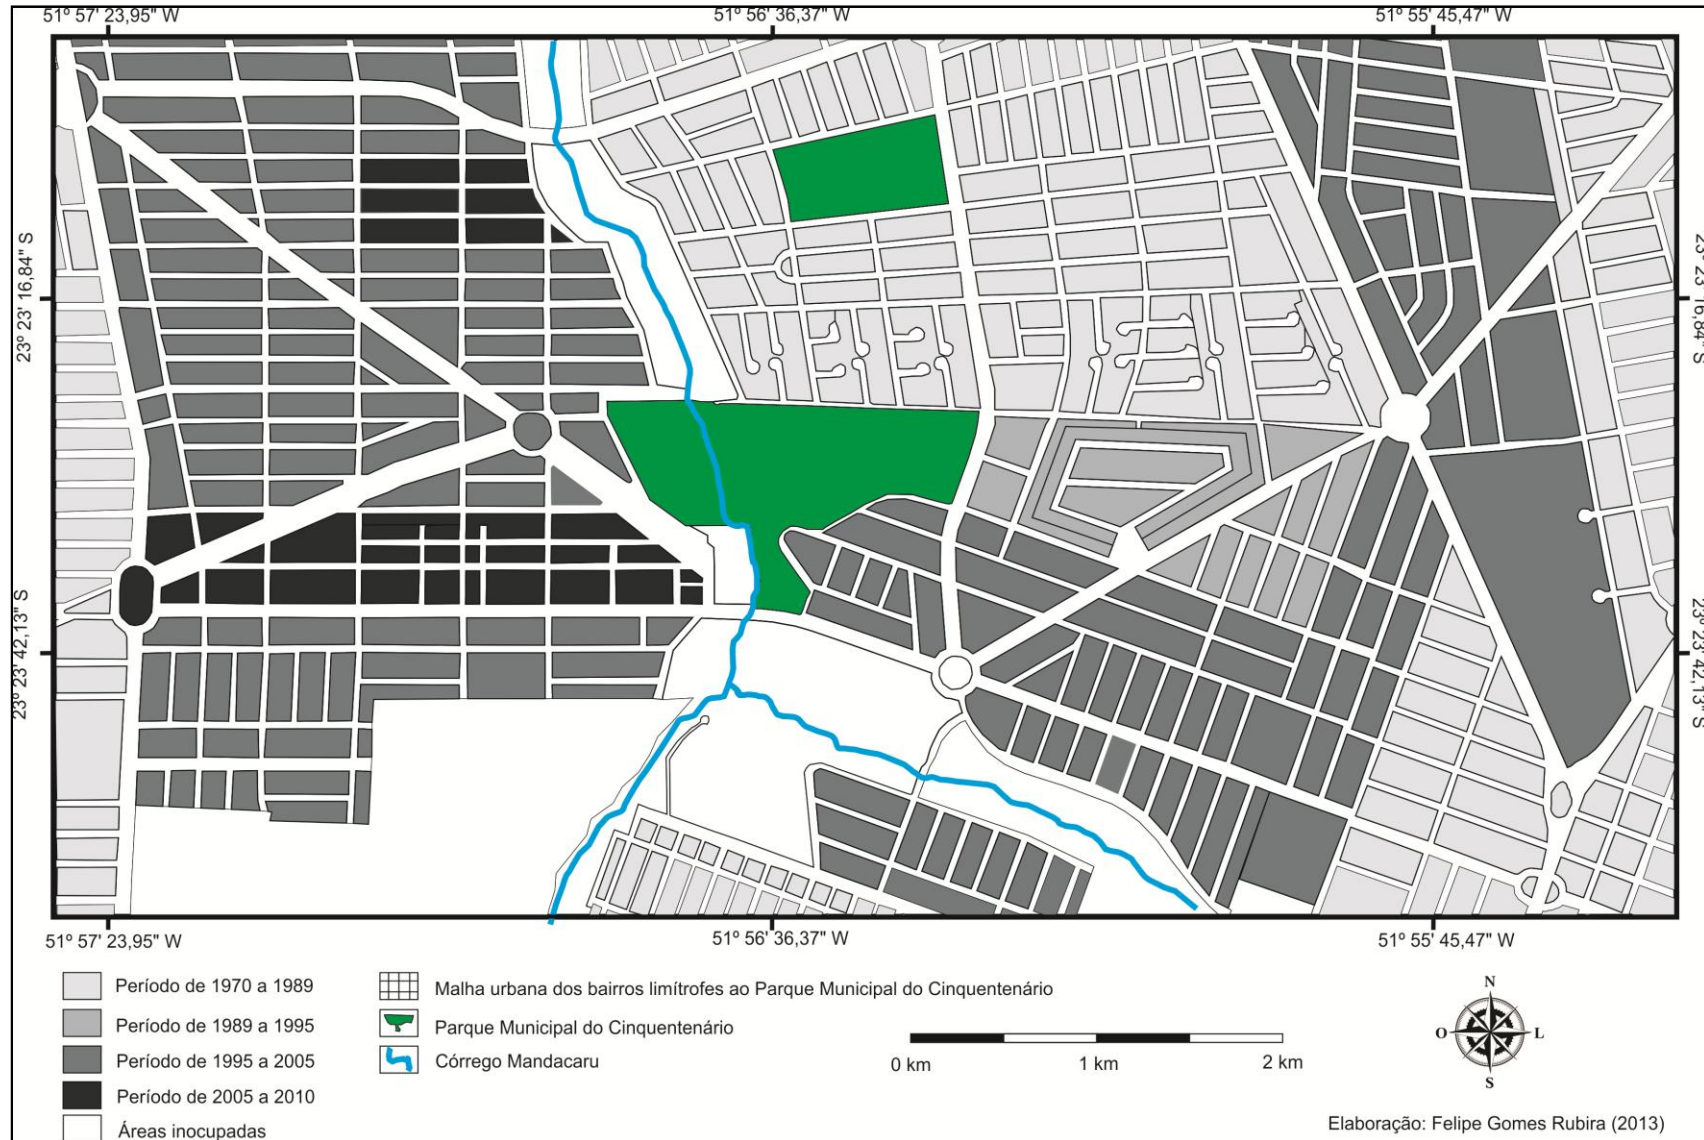 51º 57' 23,95" W
51º 56' 36,37" W
51º 55' 45,47" W
23º 23' 16,84" S
23º 23' 16,84" S
23º 23' 42,13" S
23º 23' 42,13" S
51º 57' 23,95" W
51º 56' 36,37" W
51º 55' 45,47" W
Período de 1970 a 1989
Período de 1989 a 1995
Período de 1995 a 2005
Período de 2005 a 2010
Áreas inocupadas
Malha urbana dos bairros limítrofes ao Parque Municipal do Cinquentenário
Parque Municipal do Cinquentenário
Córrego Mandacaru
0 km
1 km
2 km
N
O
L
S
Elaboração: Felipe Gomes Rubira (2013)